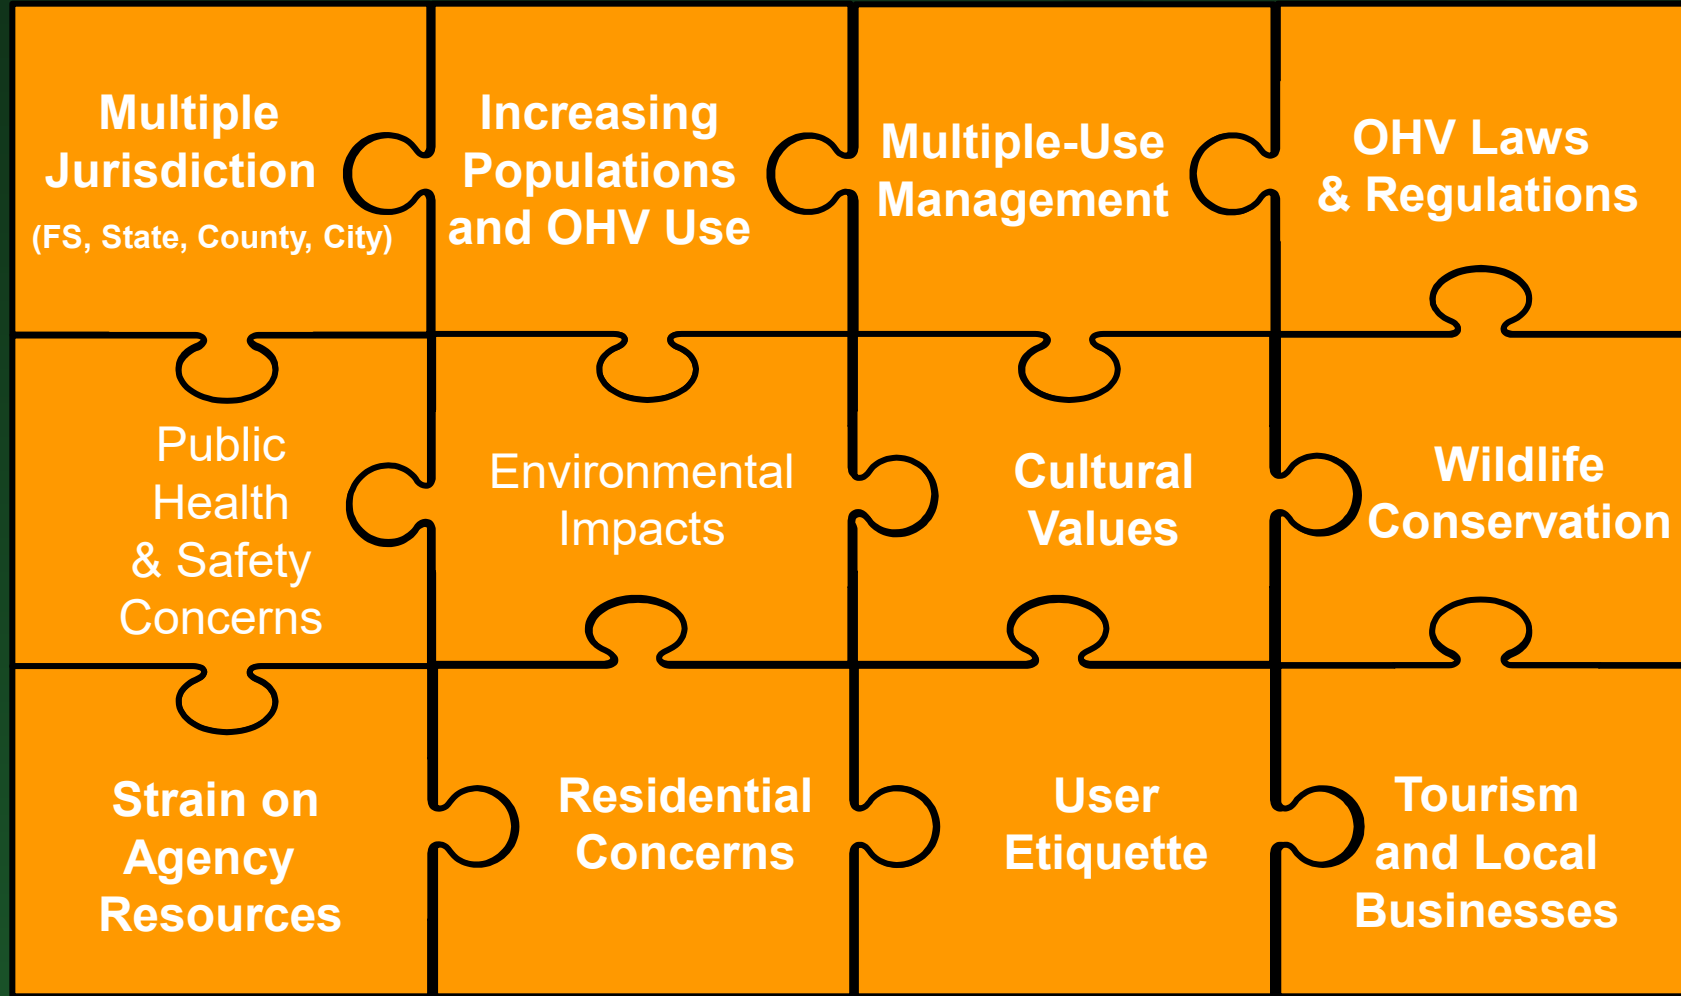 Multiple
Jurisdiction
(FS, State, County, City)
Increasing
Populations
and OHV Use
Multiple-Use
Management
OHV Laws
& Regulations
Public
Health
& Safety
Concerns
Environmental
Impacts
Cultural
Values
Wildlife
Conservation
Strain on
Agency
Resources
Residential
Concerns
User
Etiquette
Tourism
and Local
Businesses